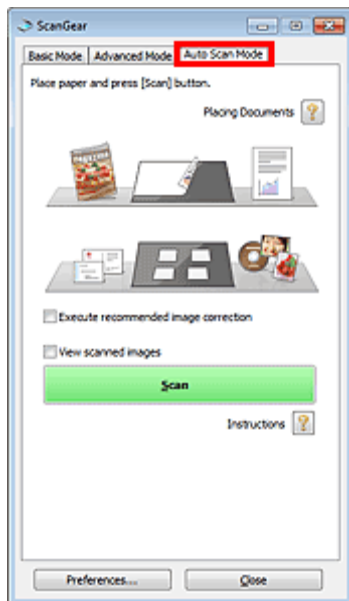 ScanGear
Basic Mode Advanced Mode Auto Scan Mode
Place paper and press [Scan] button.
Placing Documents ?
Execute recommended image correction
View scanned images
Scan
Instructions ?
Preferences... Close